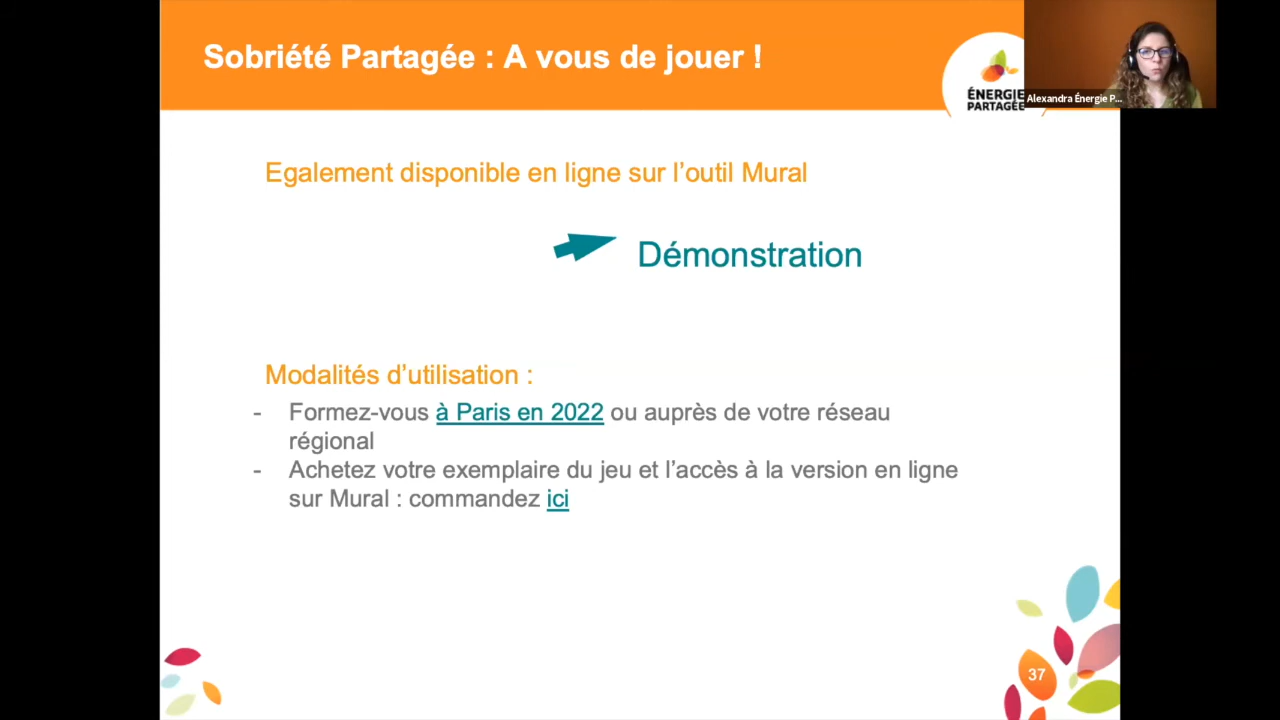 Sobriété Partagée : A vous de jouer !
ÉNERGIE
PARTAGÉE
Alexandra Énergie P...
Egalement disponible en ligne sur l'outil Mural
Démonstration
Modalités d'utilisation :
- Formez-vous à Paris en 2022 ou auprès de votre réseau
régional
- Achetez votre exemplaire du jeu et l'accès à la version en ligne
sur Mural : commandez ici
37